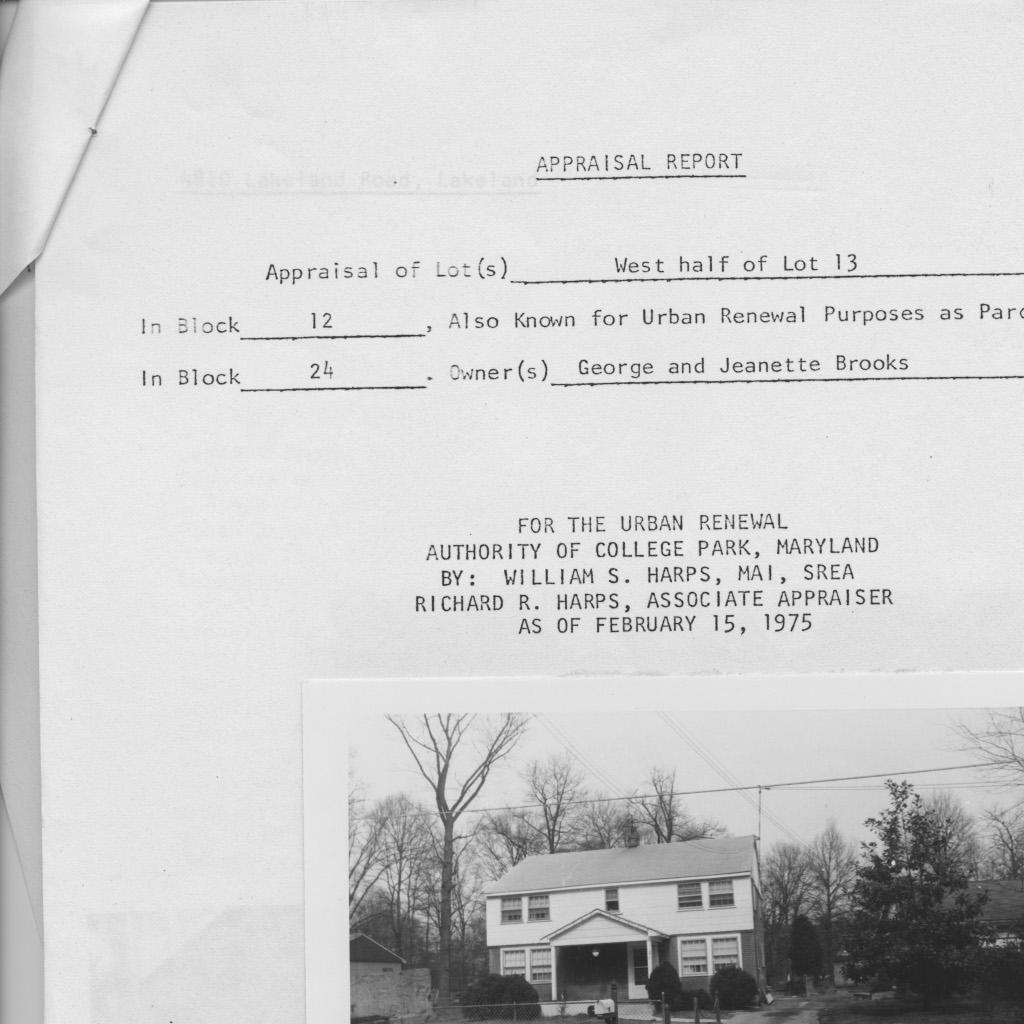 APPRAISAL REPORT
4810 Lakeland Road, Lakeland
Appraisal of Lot(s) West half of Lot 13
In Block 12, Also Known for Urban Renewal Purposes as Parc
In Block 24. Owner(s) George and Jeanette Brooks
FOR THE URBAN RENEWAL
AUTHORITY OF COLLEGE PARK, MARYLAND
BY: WILLIAM S. HARPS, MAI, SREA
RICHARD R. HARPS, ASSOCIATE APPRAISER
AS OF FEBRUARY 15, 1975